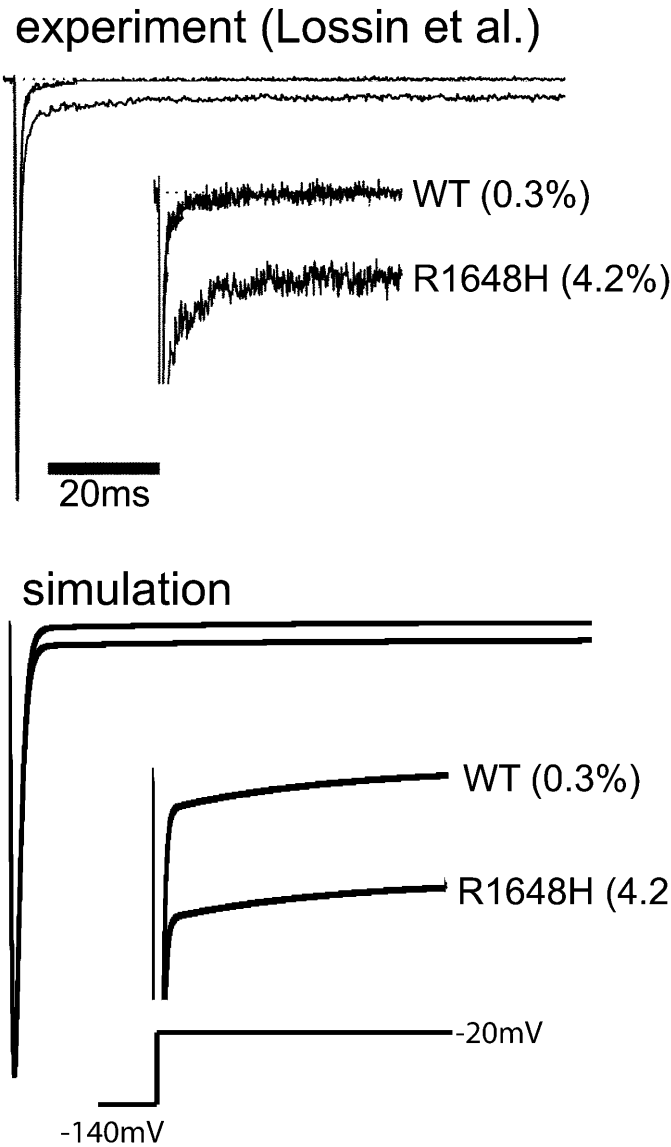 experiment (Lossin et al.)
WT (0.3%)
R1648H (4.2%)
20ms
simulation
WT (0.3%)
R1648H (4.2
-20mV
-140mV